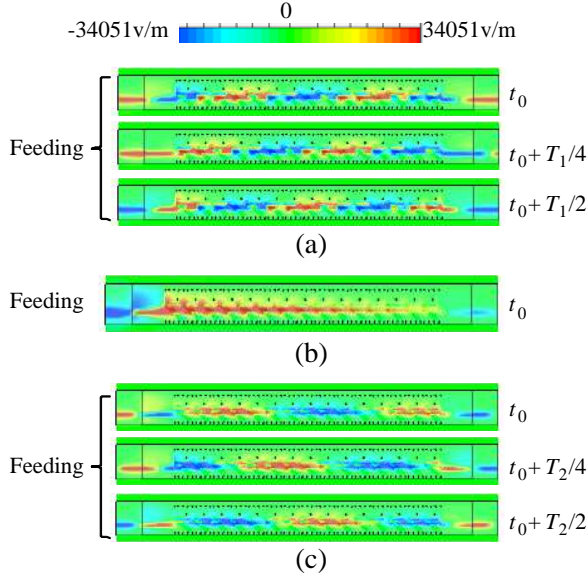 -34051v/m 0 34051v/m
t0
Feeding
t0 + T1/4
t0 + T1/2
(a)
Feeding
t0
(b)
t0
Feeding
t0 + T2/4
t0 + T2/2
(c)